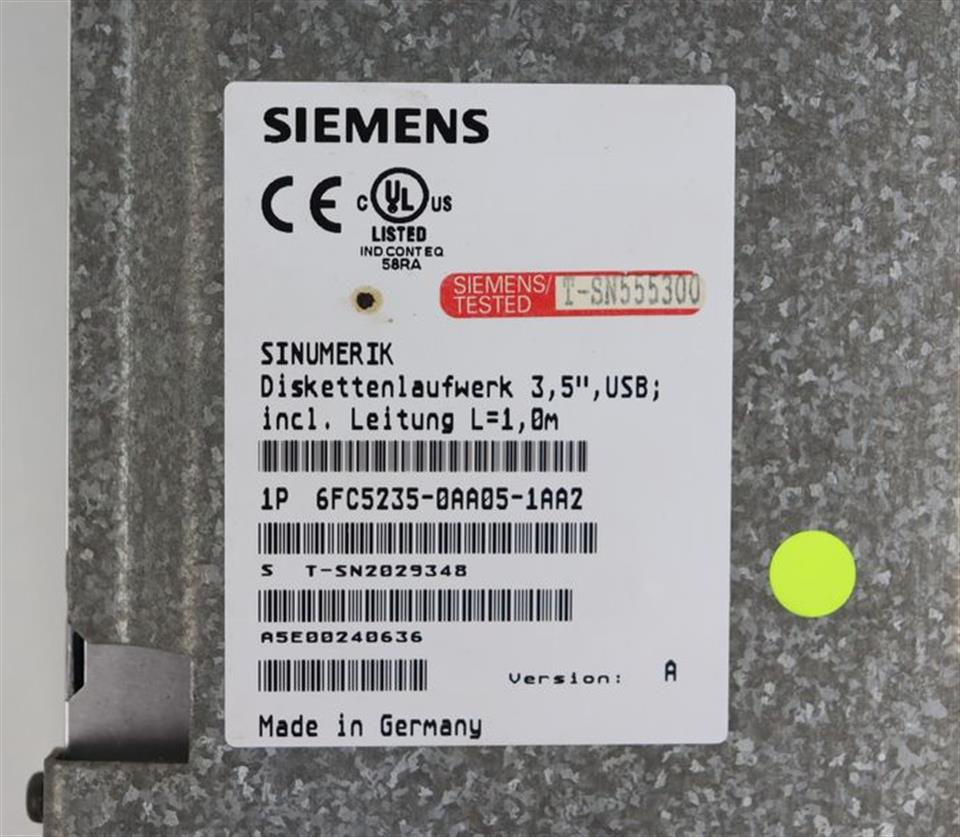 SIEMENS
CE C UL US
LISTED
IND CONT EQ
58RA
SIEMENS/
TESTED
T-SN555300
SINUMERIK
Diskettenlaufwerk 3,5",USB;
incl. Leitung L=1,0m
1P 6FC5235-0AA05-1AA2
S T-SN2029348
A5E00240636
Version: A
Made in Germany